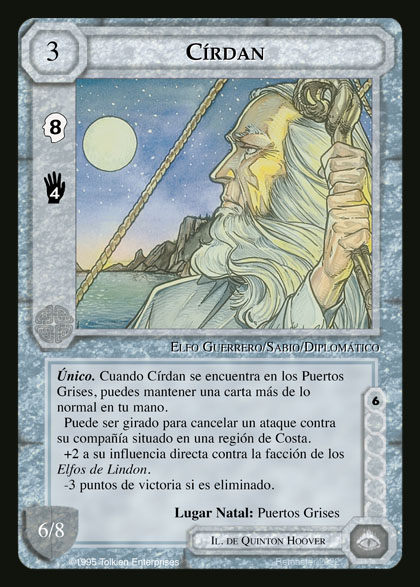 3
CÍRDAN
8
4
ELFO GUERRERO/SABIO/DIPLOMÁTICO
Único. Cuando Círdan se encuentra en los Puertos
Grises, puedes mantener una carta más de lo
normal en tu mano.
Puede ser girado para cancelar un ataque contra
su compañía situado en una región de Costa.
+2 a su influencia directa contra la facción de los
Elfos de Lindon.
-3 puntos de victoria si es eliminado.
6
Lugar Natal: Puertos Grises
6/8
IL. DE QUINTON HOOVER
©1995 Tolkien Enterprises